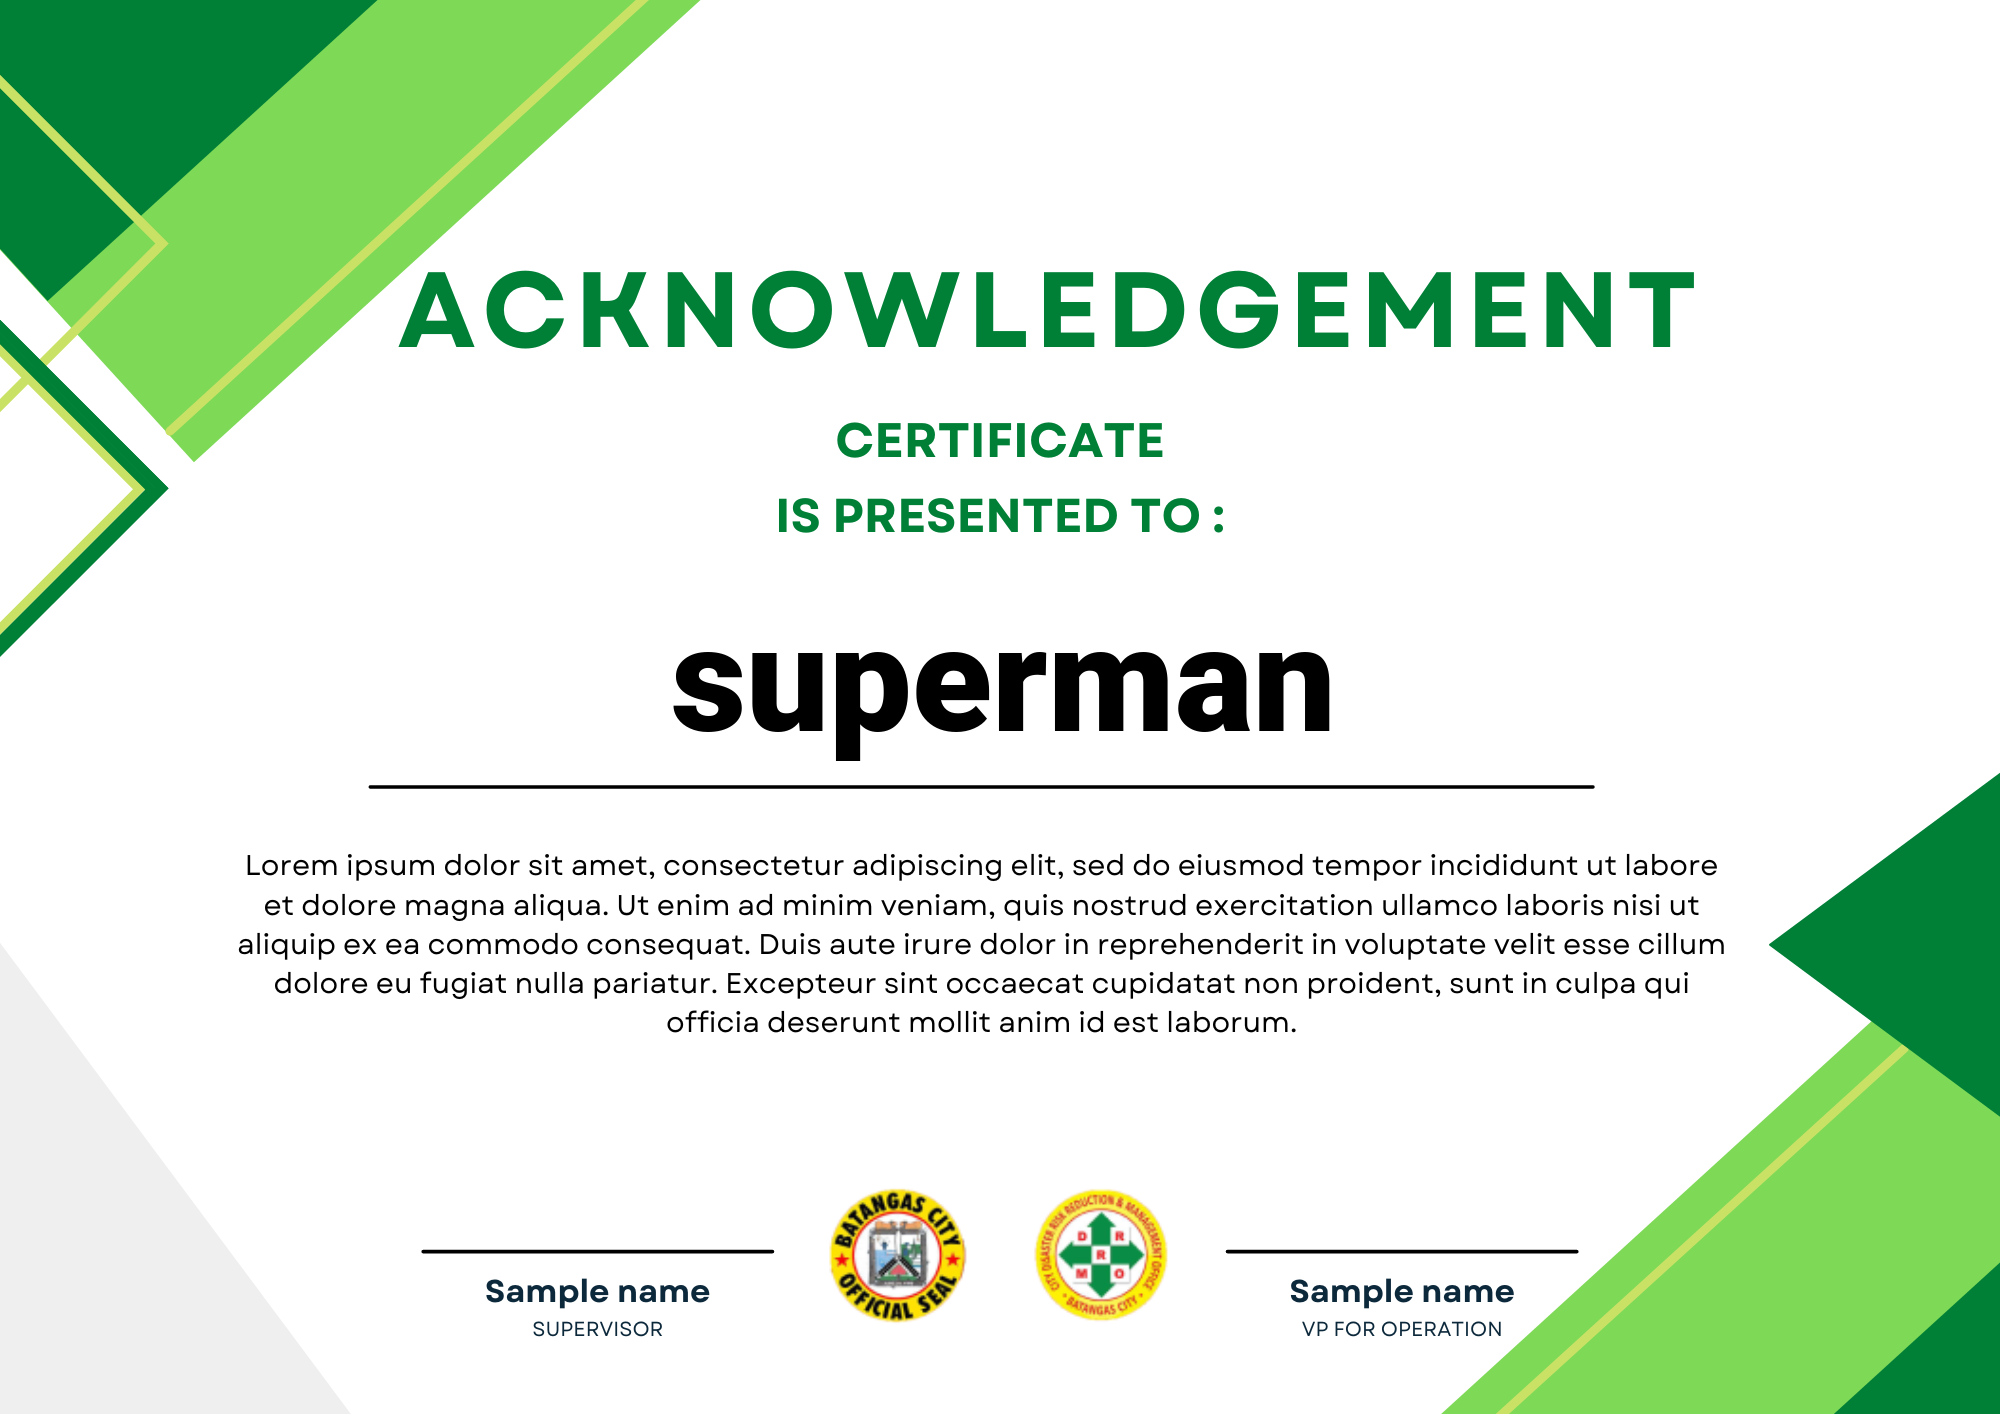 ACKNOWLEDGEMENT
CERTIFICATE
IS PRESENTED TO :
superman
Lorem ipsum dolor sit amet, consectetur adipiscing elit, sed do eiusmod tempor incididunt ut labore
et dolore magna aliqua. Ut enim ad minim veniam, quis nostrud exercitation ullamco laboris nisi ut
aliquip ex ea commodo consequat. Duis aute irure dolor in reprehenderit in voluptate velit esse cillum
dolore eu fugiat nulla pariatur. Excepteur sint occaecat cupidatat non proident, sunt in culpa qui
officia deserunt mollit anim id est laborum.
Sample name
SUPERVISOR
BATANGAS CITY
OFFICIAL SEAL
CITY DISASTER RISK REDUCTION & MANAGEMENT OFFICE
D R
R
M O
BATANGAS CITY
Sample name
VP FOR OPERATION